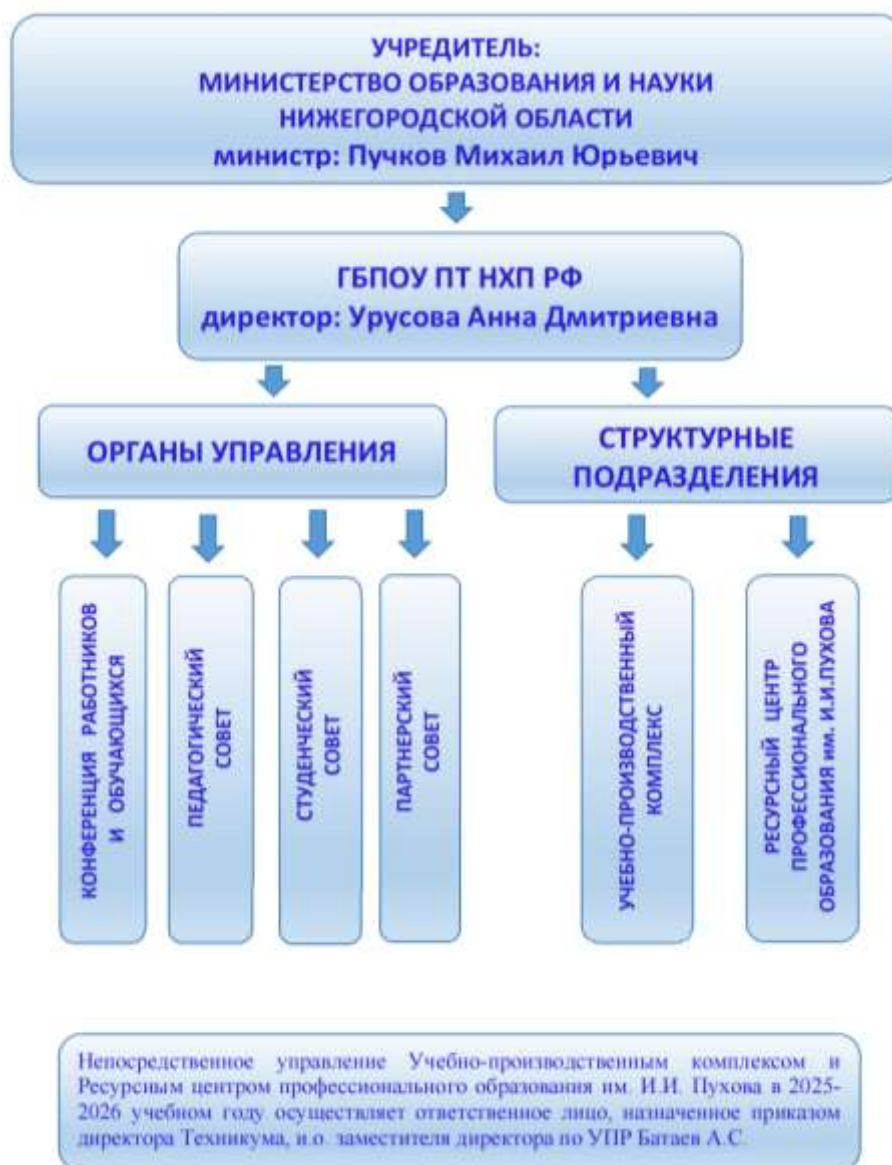 УЧРЕДИТЕЛЬ:
МИНИСТЕРСТВО ОБРАЗОВАНИЯ И НАУКИ
НИЖЕГОРОДСКОЙ ОБЛАСТИ
министр: Пучков Михаил Юрьевич
ГБПОУ ПТ НХП РФ
директор: Урусова Анна Дмитриевна
ОРГАНЫ УПРАВЛЕНИЯ
СТРУКТУРНЫЕ
ПОДРАЗДЕЛЕНИЯ
КОНФЕРЕНЦИЯ РАБОТНИКОВ
И ОБУЧАЮЩИХСЯ
ПЕДАГОГИЧЕСКИЙ
СОВЕТ
СТУДЕНЧЕСКИЙ
СОВЕТ
ПАРТНЕРСКИЙ
СОВЕТ
УЧЕБНО-ПРОИЗВОДСТВЕННЫЙ
КОМПЛЕКС
РЕСУРСНЫЙ ЦЕНТР
ПРОФЕССИОНАЛЬНОГО
ОБРАЗОВАНИЯ им. И.И.ПУХОВА
Непосредственное управление Учебно-производственным комплексом и
Ресурсным центром профессионального образования им. И.И. Пухова в 2025-
2026 учебном году осуществляет ответственное лицо, назначенное приказом
директора Техникума, и.о. заместителя директора по УПР Батаев А.С.